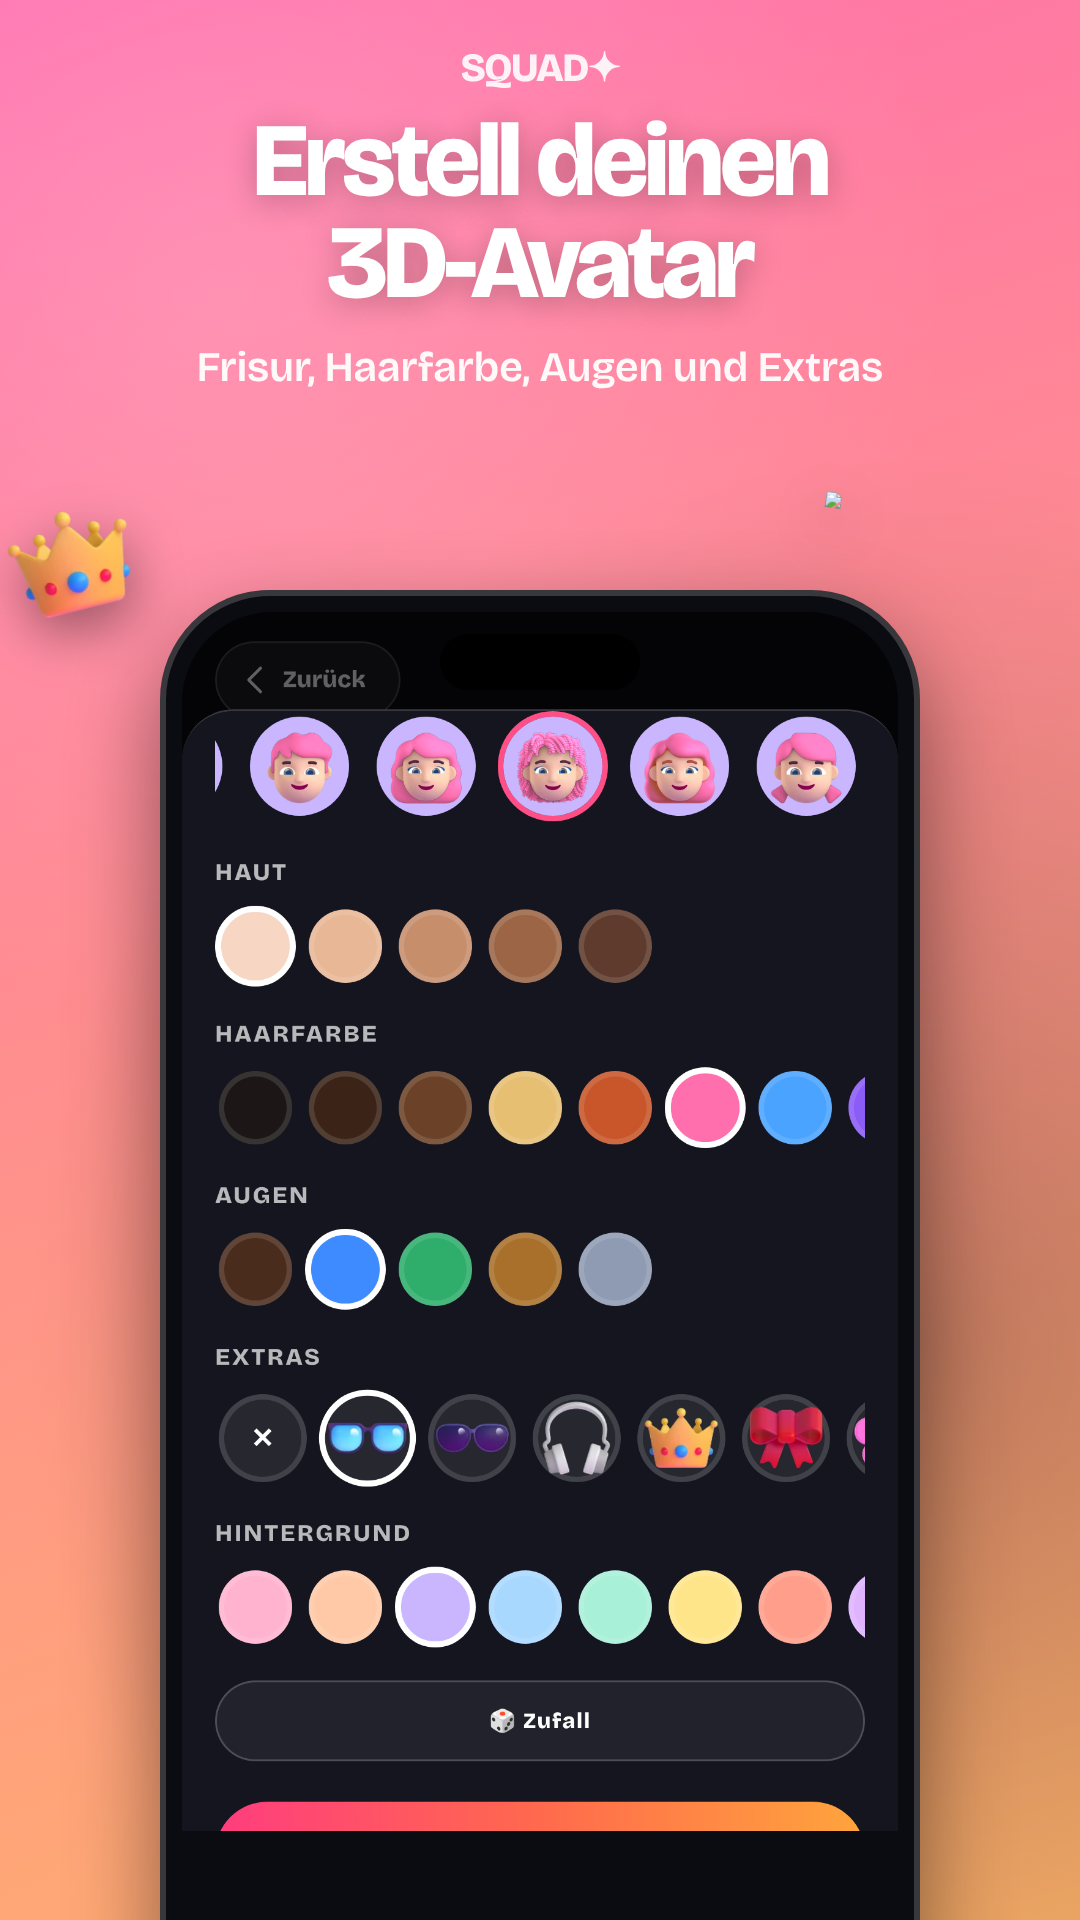 SQUAD
Erstell deinen
3D-Avatar
Frisur, Haarfarbe, Augen und Extras
Zurück
HAUT
HAARFARBE
AUGEN
EXTRAS
HINTERGRUND
Zufall